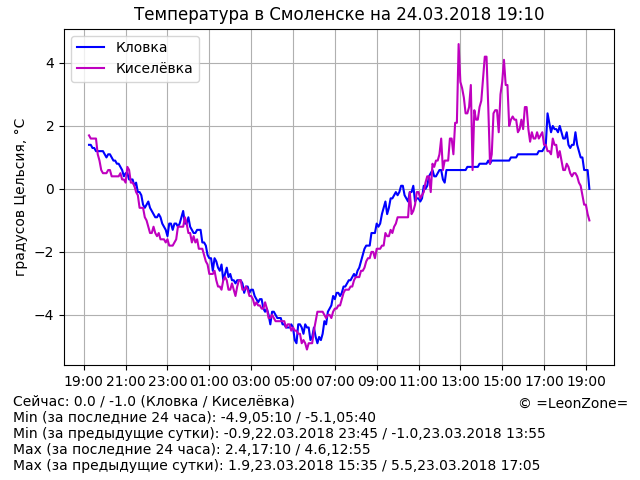 Температура в Смоленске на 24.03.2018 19:10
Кловка
Киселёвка
градусов Цельсия, °C
4
2
0
−2
−4
19:00 21:00 23:00 01:00 03:00 05:00 07:00 09:00 11:00 13:00 15:00 17:00 19:00
Сейчас: 0.0 / -1.0 (Кловка / Киселёвка)
© =LeonZone=
Min (за последние 24 часа): -4.9,05:10 / -5.1,05:40
Min (за предыдущие сутки): -0.9,22.03.2018 23:45 / -1.0,23.03.2018 13:55
Max (за последние 24 часа): 2.4,17:10 / 4.6,12:55
Max (за предыдущие сутки): 1.9,23.03.2018 15:35 / 5.5,23.03.2018 17:05